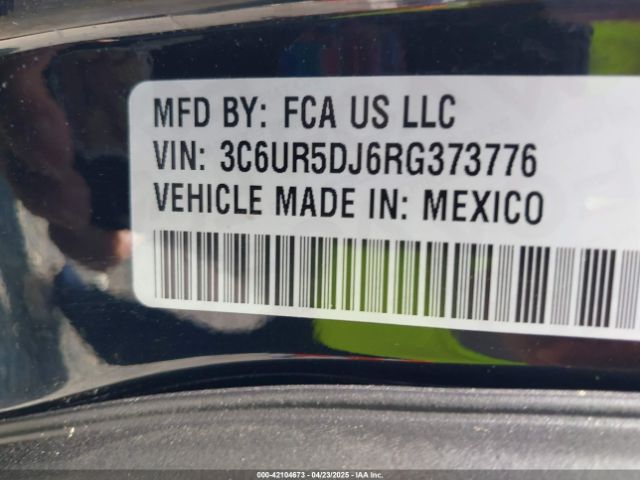 MFD BY: FCA US LLC
VIN: 3C6UR5DJ6RG373776
VEHICLE MADE IN: MEXICO
000-42104673 - 04/23/2025 - IAA Inc.